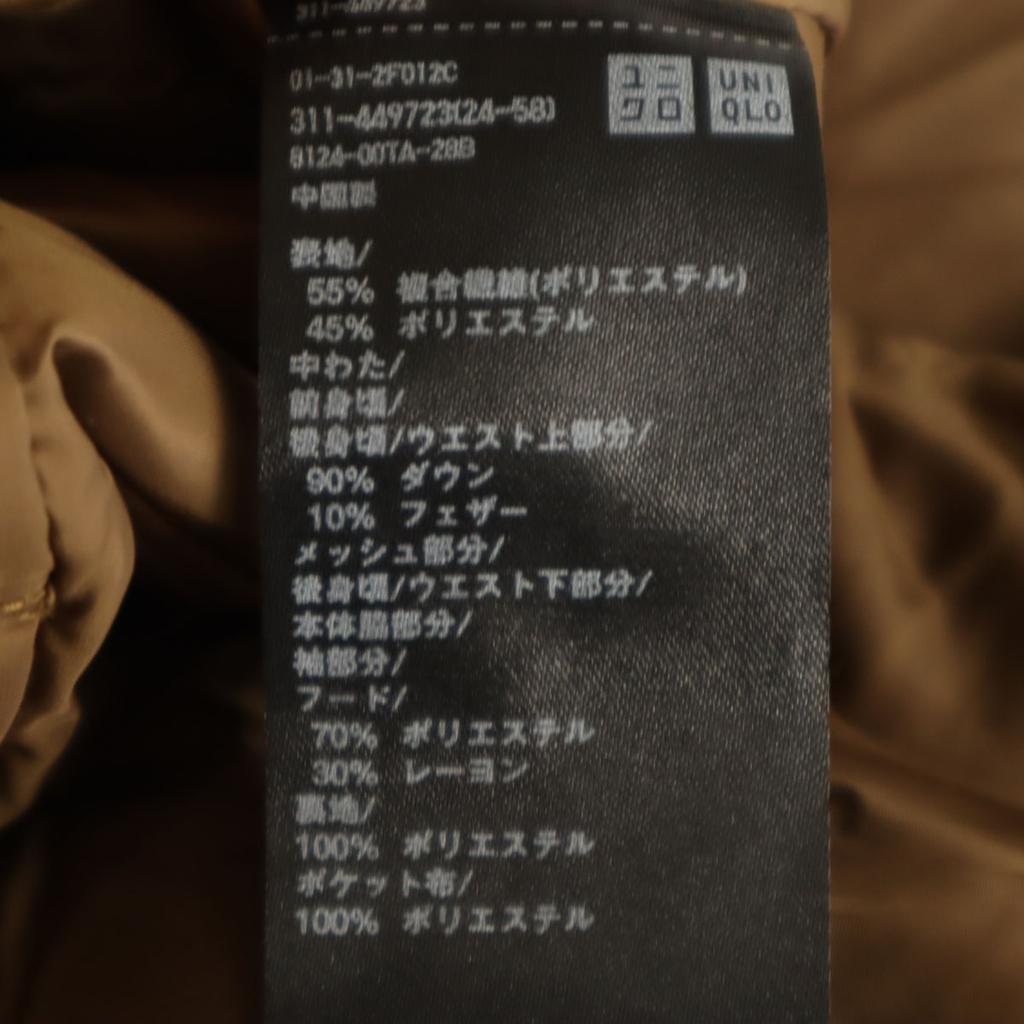 311-449723
01-31-2F012C
ユニクロ UNIQLO
311-449723(24-58)
8124-00TA-28B
中国製
表地/
55% 複合繊維(ポリエステル)
45% ポリエステル
中わた/
前身頃/
後身頃/ウエスト上部分/
90% ダウン
10% フェザー
メッシュ部分/
後身頃/ウエスト下部分/
本体脇部分/
袖部分/
フード/
70% ポリエステル
30% レーヨン
裏地/
100% ポリエステル
ポケット布/
100% ポリエステル